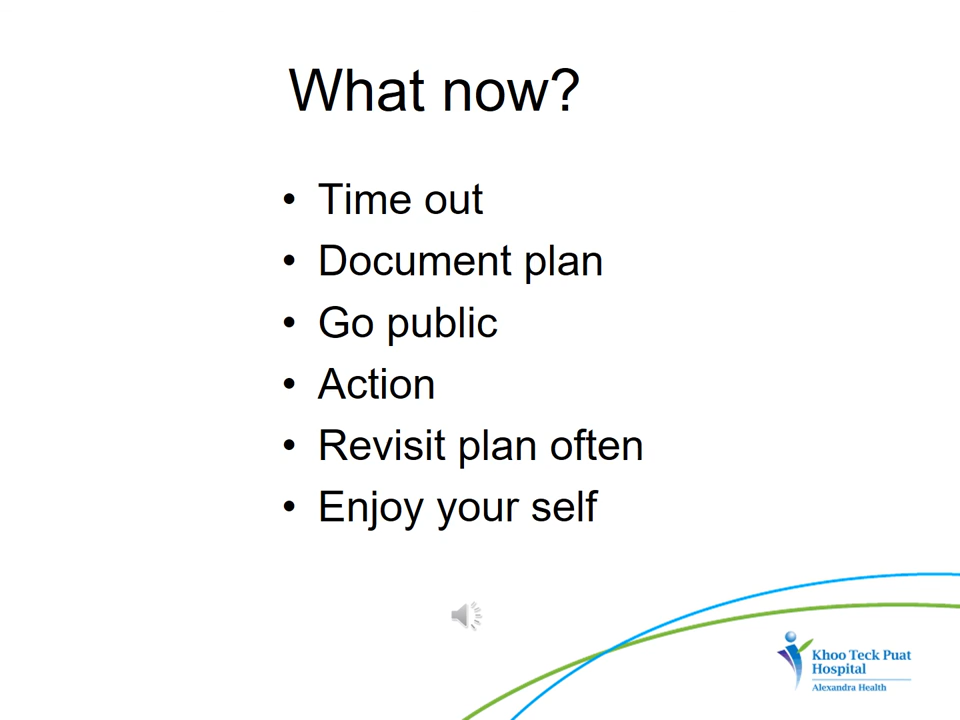 What now?
• Time out
• Document plan
• Go public
• Action
• Revisit plan often
• Enjoy your self
Khoo Teck Puat
Hospital
Alexandra Health